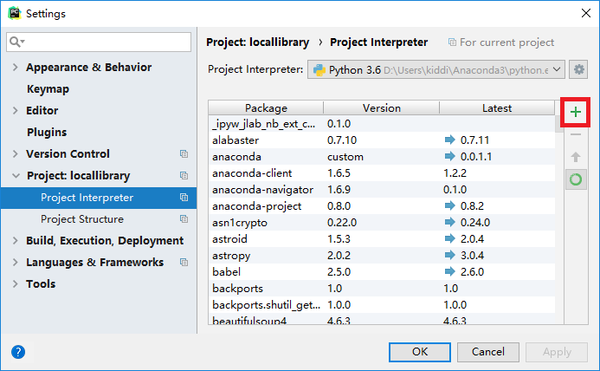 Settings
Appearance & Behavior
Keymap
Editor
Plugins
Version Control
Project: locallibrary
Project Interpreter
Project Structure
Build, Execution, Deployment
Languages & Frameworks
Tools
Project: locallibrary › Project Interpreter For current project
Project Interpreter: Python 3.6 D:\Users\kiddi\Anaconda3\python.e
Package Version Latest
_ipyw_jlab_nb_ext_c... 0.1.0
alabaster 0.7.10 0.7.11
anaconda custom 0.0.1.1
anaconda-client 1.6.5 1.2.2
anaconda-navigator 1.6.9 0.1.0
anaconda-project 0.8.0 0.8.2
asn1crypto 0.22.0 0.24.0
astroid 1.5.3 2.0.4
astropy 2.0.2 3.0.4
babel 2.5.0 2.6.0
backports 1.0 1.0
backports.shutil_get... 1.0.0 1.0.0
beautifulsoup4 4.6.3 4.6.3
? OK Cancel Apply